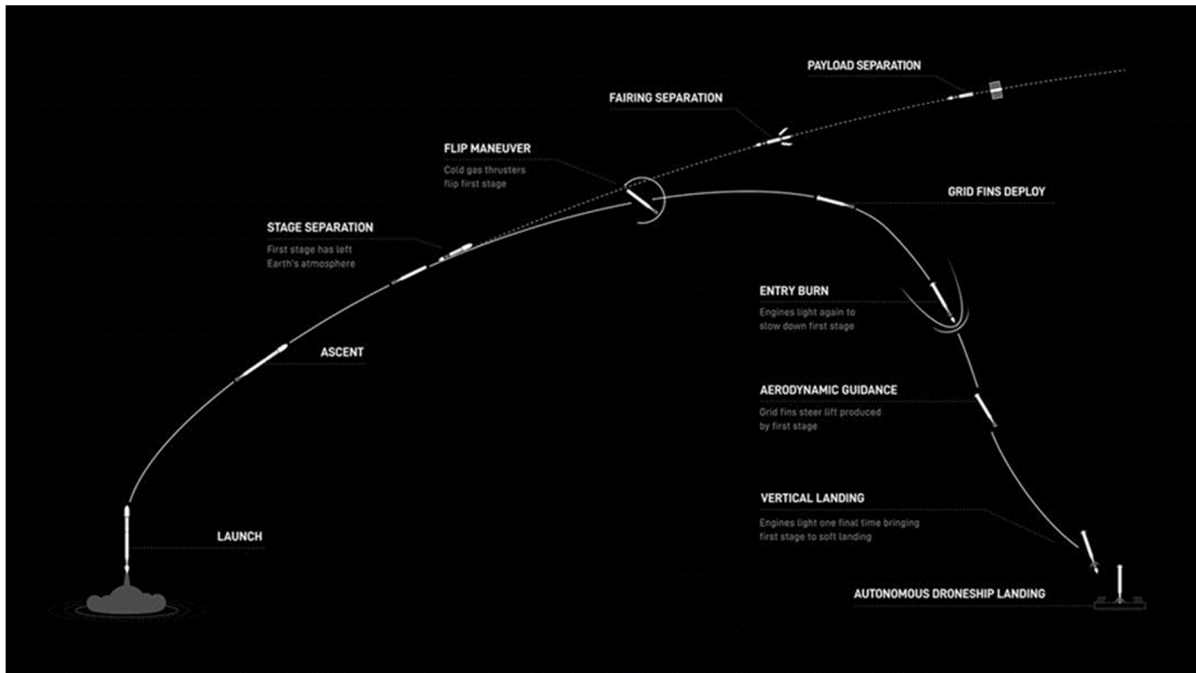 PAYLOAD SEPARATION
FAIRING SEPARATION
FLIP MANEUVER
Cold gas thrusters
flip first stage
GRID FINS DEPLOY
STAGE SEPARATION
First stage has left
Earth's atmosphere
ENTRY BURN
Engines light again to
slow down first stage
ASCENT
AERODYNAMIC GUIDANCE
Grid fins steer lift produced
by first stage
VERTICAL LANDING
Engines light one final time bringing
first stage to soft landing
LAUNCH
AUTONOMOUS DRONESHIP LANDING